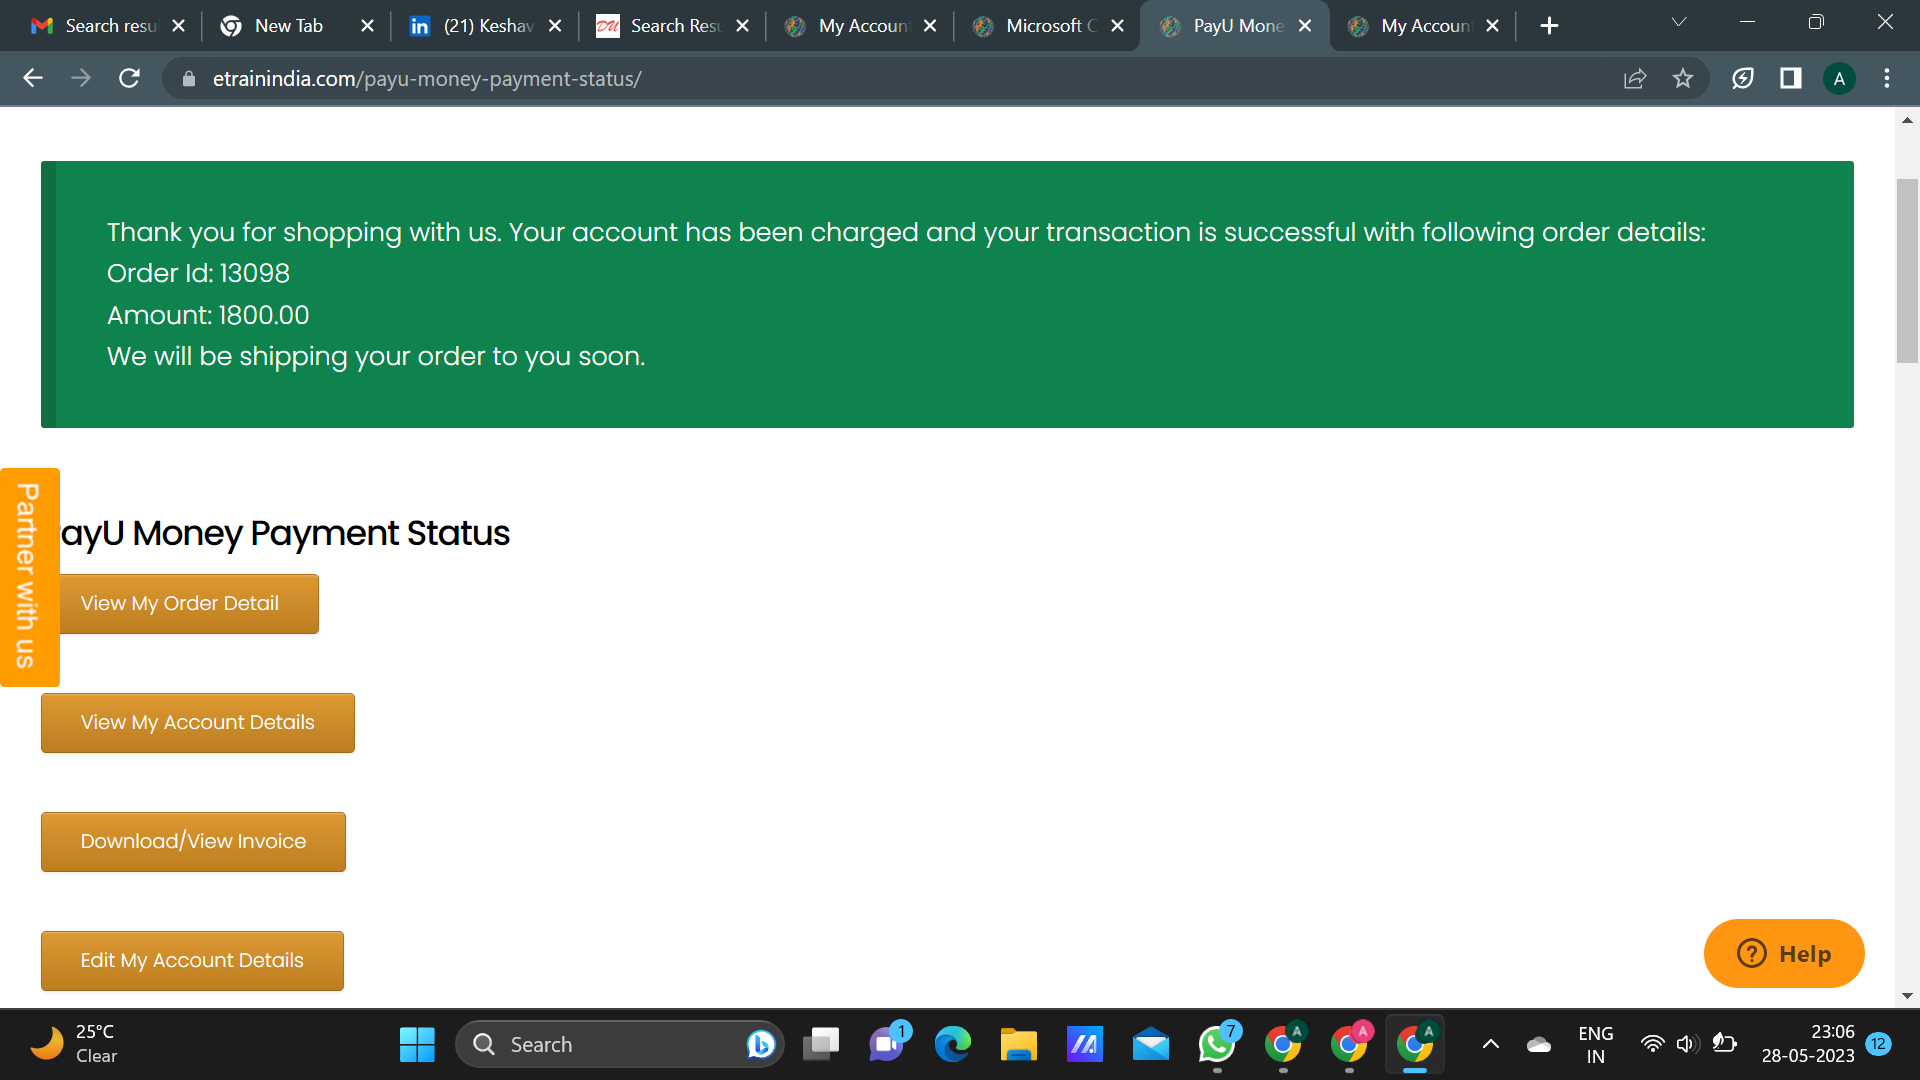 Search resu
New Tab
in (21) Keshav
DU Search Res
My Accoun
Microsoft C
PayU Mone
My Accoun
etrainindia.com/payu-money-payment-status/
A
Thank you for shopping with us. Your account has been charged and your transaction is successful with following order details:
Order Id: 13098
Amount: 1800.00
We will be shipping your order to you soon.
Partner with us
ayU Money Payment Status
View My Order Detail
View My Account Details
Download/View Invoice
Edit My Account Details
Help
25°C
Clear
Search
1
7
A
A
A
ENG
IN
23:06
28-05-2023
12